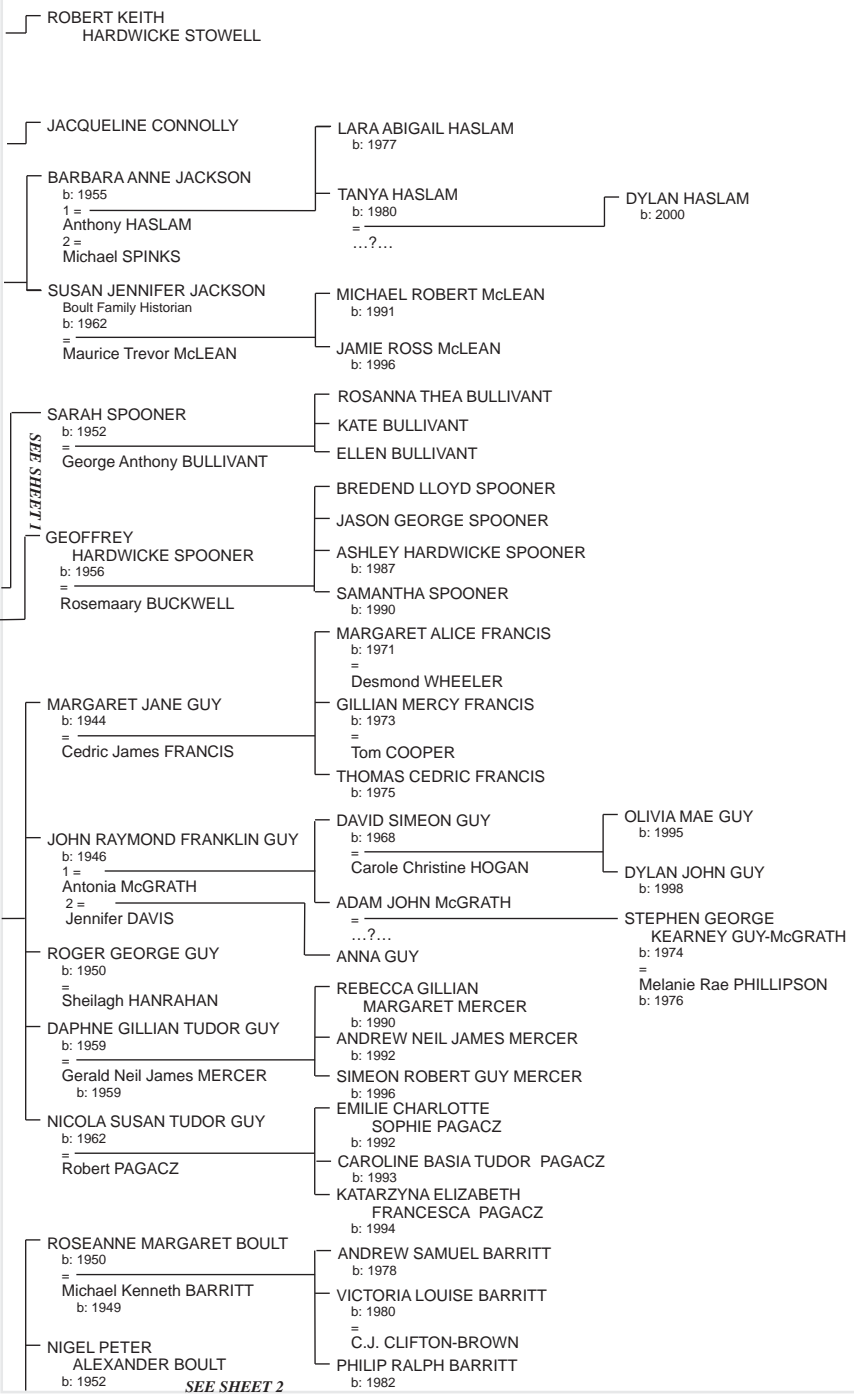 ROBERT KEITH
HARDWICKE STOWELL
JACQUELINE CONNOLLY
BARBARA ANNE JACKSON
b: 1955
1 =
Anthony HASLAM
2 =
Michael SPINKS
SUSAN JENNIFER JACKSON
Boult Family Historian
b: 1962
=
Maurice Trevor McLEAN
SARAH SPOONER
b: 1952
=
George Anthony BULLIVANT
SEE SHEET 1
GEOFFREY
HARDWICKE SPOONER
b: 1956
=
Rosemaary BUCKWELL
MARGARET JANE GUY
b: 1944
=
Cedric James FRANCIS
JOHN RAYMOND FRANKLIN GUY
b: 1946
1 =
Antonia McGRATH
2 =
Jennifer DAVIS
ROGER GEORGE GUY
b: 1950
=
Sheilagh HANRAHAN
DAPHNE GILLIAN TUDOR GUY
b: 1959
=
Gerald Neil James MERCER
b: 1959
NICOLA SUSAN TUDOR GUY
b: 1962
=
Robert PAGACZ
ROSEANNE MARGARET BOULT
b: 1950
=
Michael Kenneth BARRITT
b: 1949
NIGEL PETER
ALEXANDER BOULT
b: 1952
SEE SHEET 2
LARA ABIGAIL HASLAM
b: 1977
TANYA HASLAM
b: 1980
=
...?...
MICHAEL ROBERT McLEAN
b: 1991
JAMIE ROSS McLEAN
b: 1996
ROSANNA THEA BULLIVANT
KATE BULLIVANT
ELLEN BULLIVANT
BREDEND LLOYD SPOONER
JASON GEORGE SPOONER
ASHLEY HARDWICKE SPOONER
b: 1987
SAMANTHA SPOONER
b: 1990
MARGARET ALICE FRANCIS
b: 1971
=
Desmond WHEELER
GILLIAN MERCY FRANCIS
b: 1973
=
Tom COOPER
THOMAS CEDRIC FRANCIS
b: 1975
DAVID SIMEON GUY
b: 1968
=
Carole Christine HOGAN
ADAM JOHN McGRATH
=
...?...
ANNA GUY
REBECCA GILLIAN
MARGARET MERCER
b: 1990
ANDREW NEIL JAMES MERCER
b: 1992
SIMEON ROBERT GUY MERCER
b: 1996
EMILIE CHARLOTTE
SOPHIE PAGACZ
b: 1992
CAROLINE BASIA TUDOR PAGACZ
b: 1993
KATARZYNA ELIZABETH
FRANCESCA PAGACZ
b: 1994
ANDREW SAMUEL BARRITT
b: 1978
VICTORIA LOUISE BARRITT
b: 1980
=
C.J. CLIFTON-BROWN
PHILIP RALPH BARRITT
b: 1982
DYLAN HASLAM
b: 2000
OLIVIA MAE GUY
b: 1995
DYLAN JOHN GUY
b: 1998
STEPHEN GEORGE
KEARNEY GUY-McGRATH
b: 1974
=
Melanie Rae PHILLIPSON
b: 1976